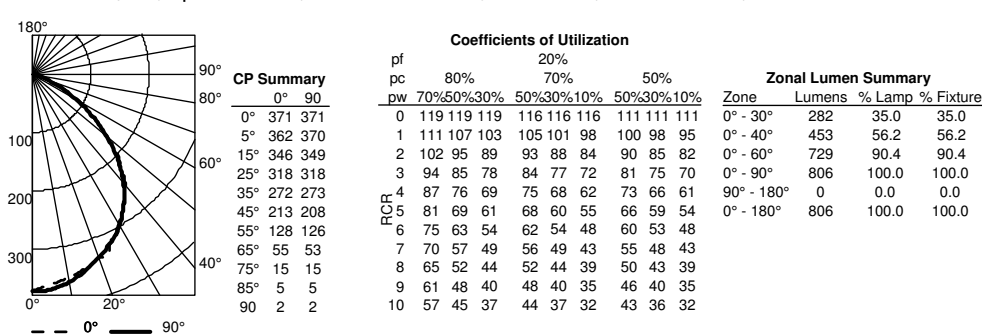 180°
90°
80°
60°
40°
100
200
300
0°
20°
0° 90°
CP Summary
0° 90
0° 371 371
5° 362 370
15° 346 349
25° 318 318
35° 272 273
45° 213 208
55° 128 126
65° 55 53
75° 15 15
85° 5 5
90 2 2
Coefficients of Utilization
pf 20%
pc 80% 70% 50%
pw 70%50%30% 50%30%10% 50%30%10%
RCR
0 119 119 119 116 116 116 111 111 111
1 111 107 103 105 101 98 100 98 95
2 102 95 89 93 88 84 90 85 82
3 94 85 78 84 77 72 81 75 70
4 87 76 69 75 68 62 73 66 61
5 81 69 61 68 60 55 66 59 54
6 75 63 54 62 54 48 60 53 48
7 70 57 49 56 49 43 55 48 43
8 65 52 44 52 44 39 50 43 39
9 61 48 40 48 40 35 46 40 35
10 57 45 37 44 37 32 43 36 32
Zonal Lumen Summary
Zone Lumens % Lamp % Fixture
0° - 30° 282 35.0 35.0
0° - 40° 453 56.2 56.2
0° - 60° 729 90.4 90.4
0° - 90° 806 100.0 100.0
90° - 180° 0 0.0 0.0
0° - 180° 806 100.0 100.0